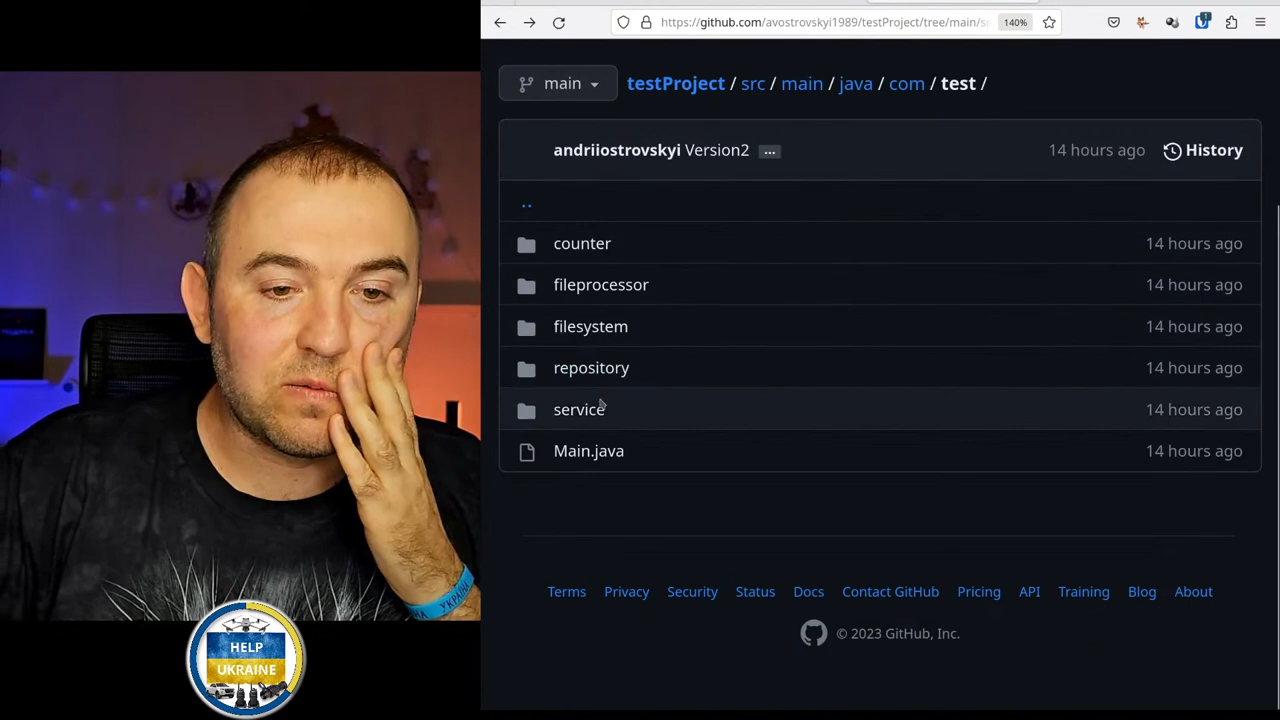 https://github.com/avostrovskyi1989/testProject/tree/main/s
140%
main
testProject / src / main / java / com / test /
andriiostrovskyi Version2 ...
14 hours ago
History
..
counter 14 hours ago
fileprocessor 14 hours ago
filesystem 14 hours ago
repository 14 hours ago
service 14 hours ago
Main.java 14 hours ago
Terms Privacy Security Status Docs Contact GitHub Pricing API Training Blog About
© 2023 GitHub, Inc.
УКРАЇНА
HELP
UKRAINE